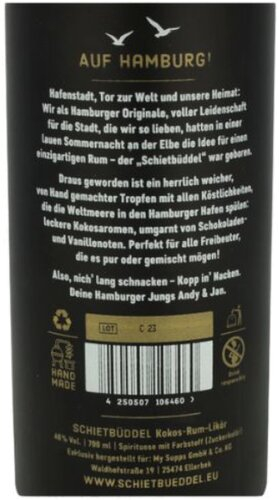 AUF HAMBURG!
Hafenstadt, Tor zur Welt und unsere Heimat:
Wir als Hamburger Originale, voller Leidenschaft
für die Stadt, die wir so lieben, hatten in einer
lauen Sommernacht an der Elbe die Idee für einen
einzigartigen Rum – der „Schietbüddel“ war geboren.
Draus geworden ist ein herrlich weicher,
von Hand gemachter Tropfen mit allen Köstlichkeiten,
die die Weltmeere in den Hamburger Hafen spülen:
leckere Kokosaromen, umgarnt von Schokoladen-
und Vanillenoten. Perfekt für alle Freibeuter,
die es pur oder gemischt mögen!
Also, nich' lang schnacken – Kopp in' Nacken.
Deine Hamburger Jungs Andy & Jan.
LOT C 23
HAND
MADE
4 250507 106460
SCHIETBÜDDEL Kokos-Rum-Likör
40% Vol. | 700 ml | Spirituose mit Farbstoff (Zuckerkulör)
Exklusiv hergestellt für: My Supps GmbH & Co. KG
Waldhofstraße 19 | 25474 Ellerbek
WWW.SCHIETBUEDDEL.EU